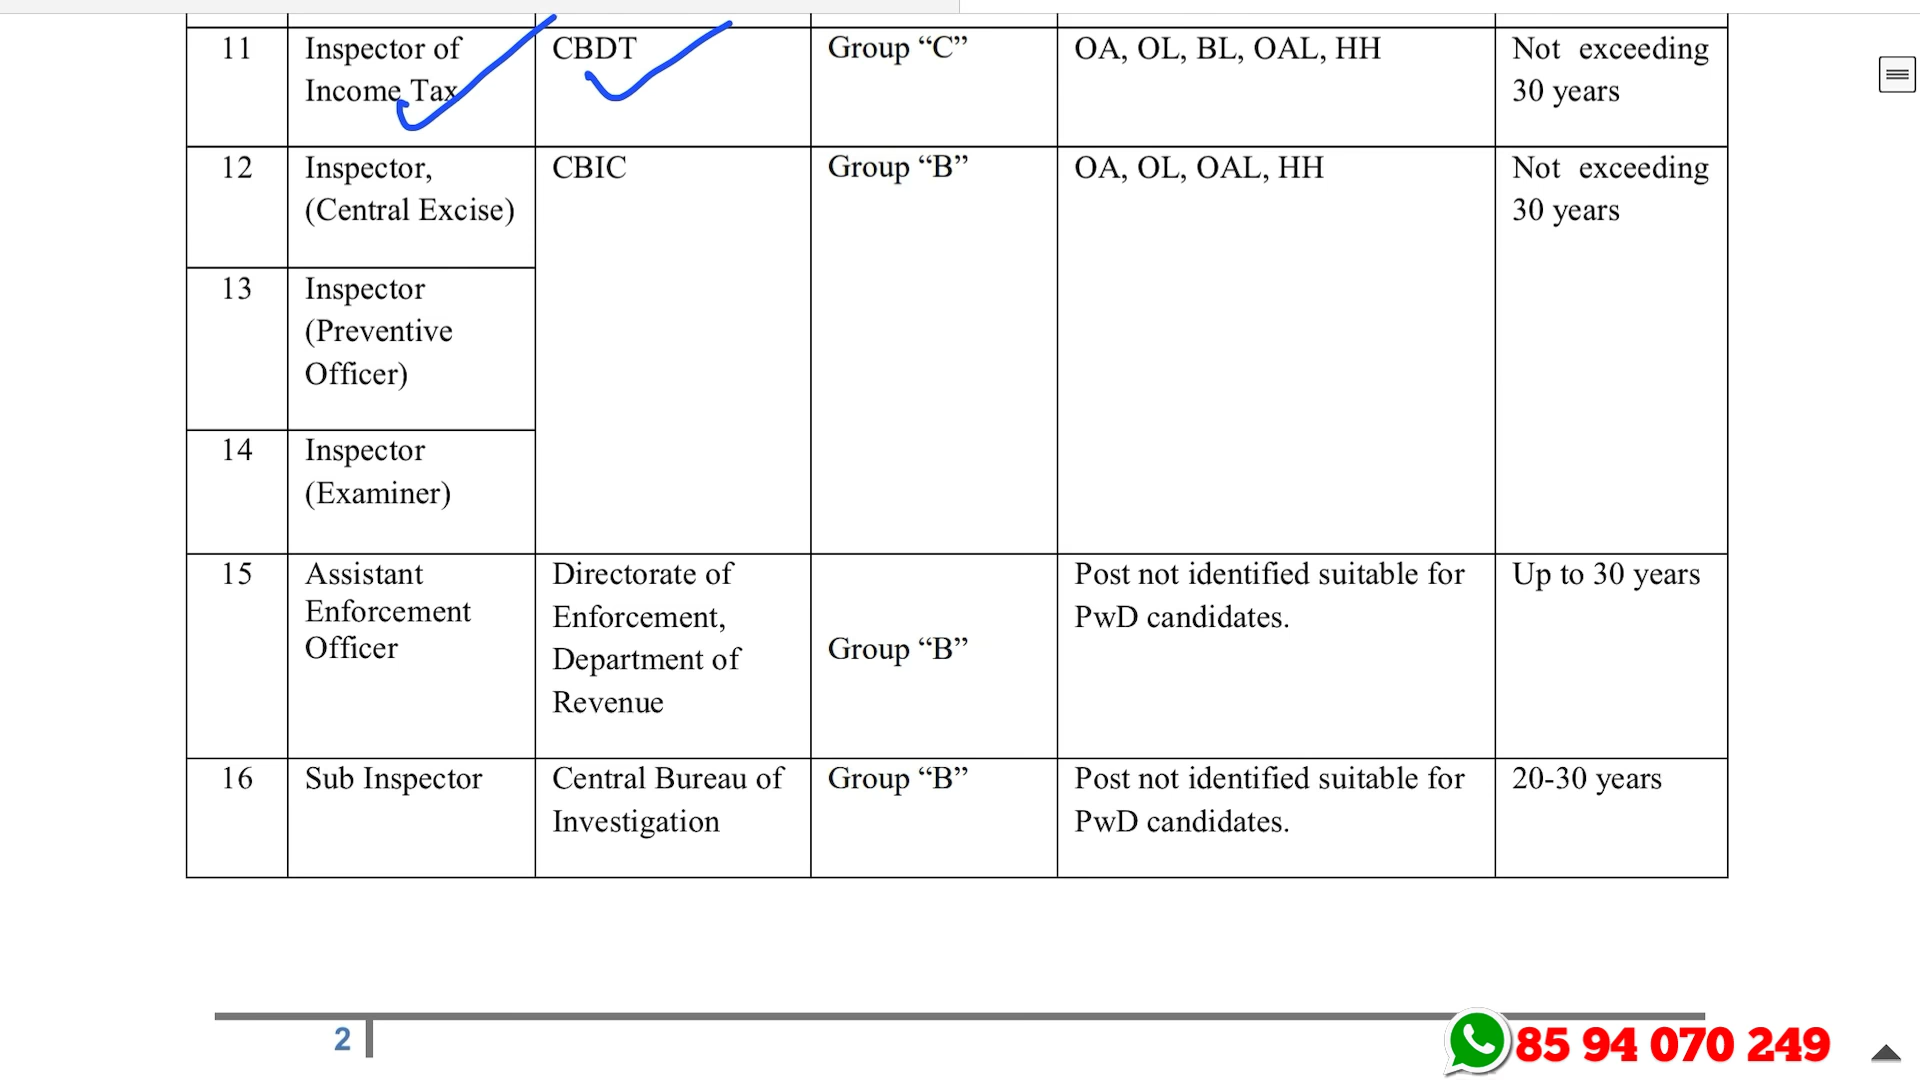 11
Inspector of
Income Tax
CBDT
Group “C”
OA, OL, BL, OAL, HH
Not exceeding
30 years
12
Inspector,
(Central Excise)
CBIC
Group “B”
OA, OL, OAL, HH
Not exceeding
30 years
13
Inspector
(Preventive
Officer)
14
Inspector
(Examiner)
15
Assistant
Enforcement
Officer
Directorate of
Enforcement,
Department of
Revenue
Group “B”
Post not identified suitable for
PwD candidates.
Up to 30 years
16
Sub Inspector
Central Bureau of
Investigation
Group “B”
Post not identified suitable for
PwD candidates.
20-30 years
2
85 94 070 249